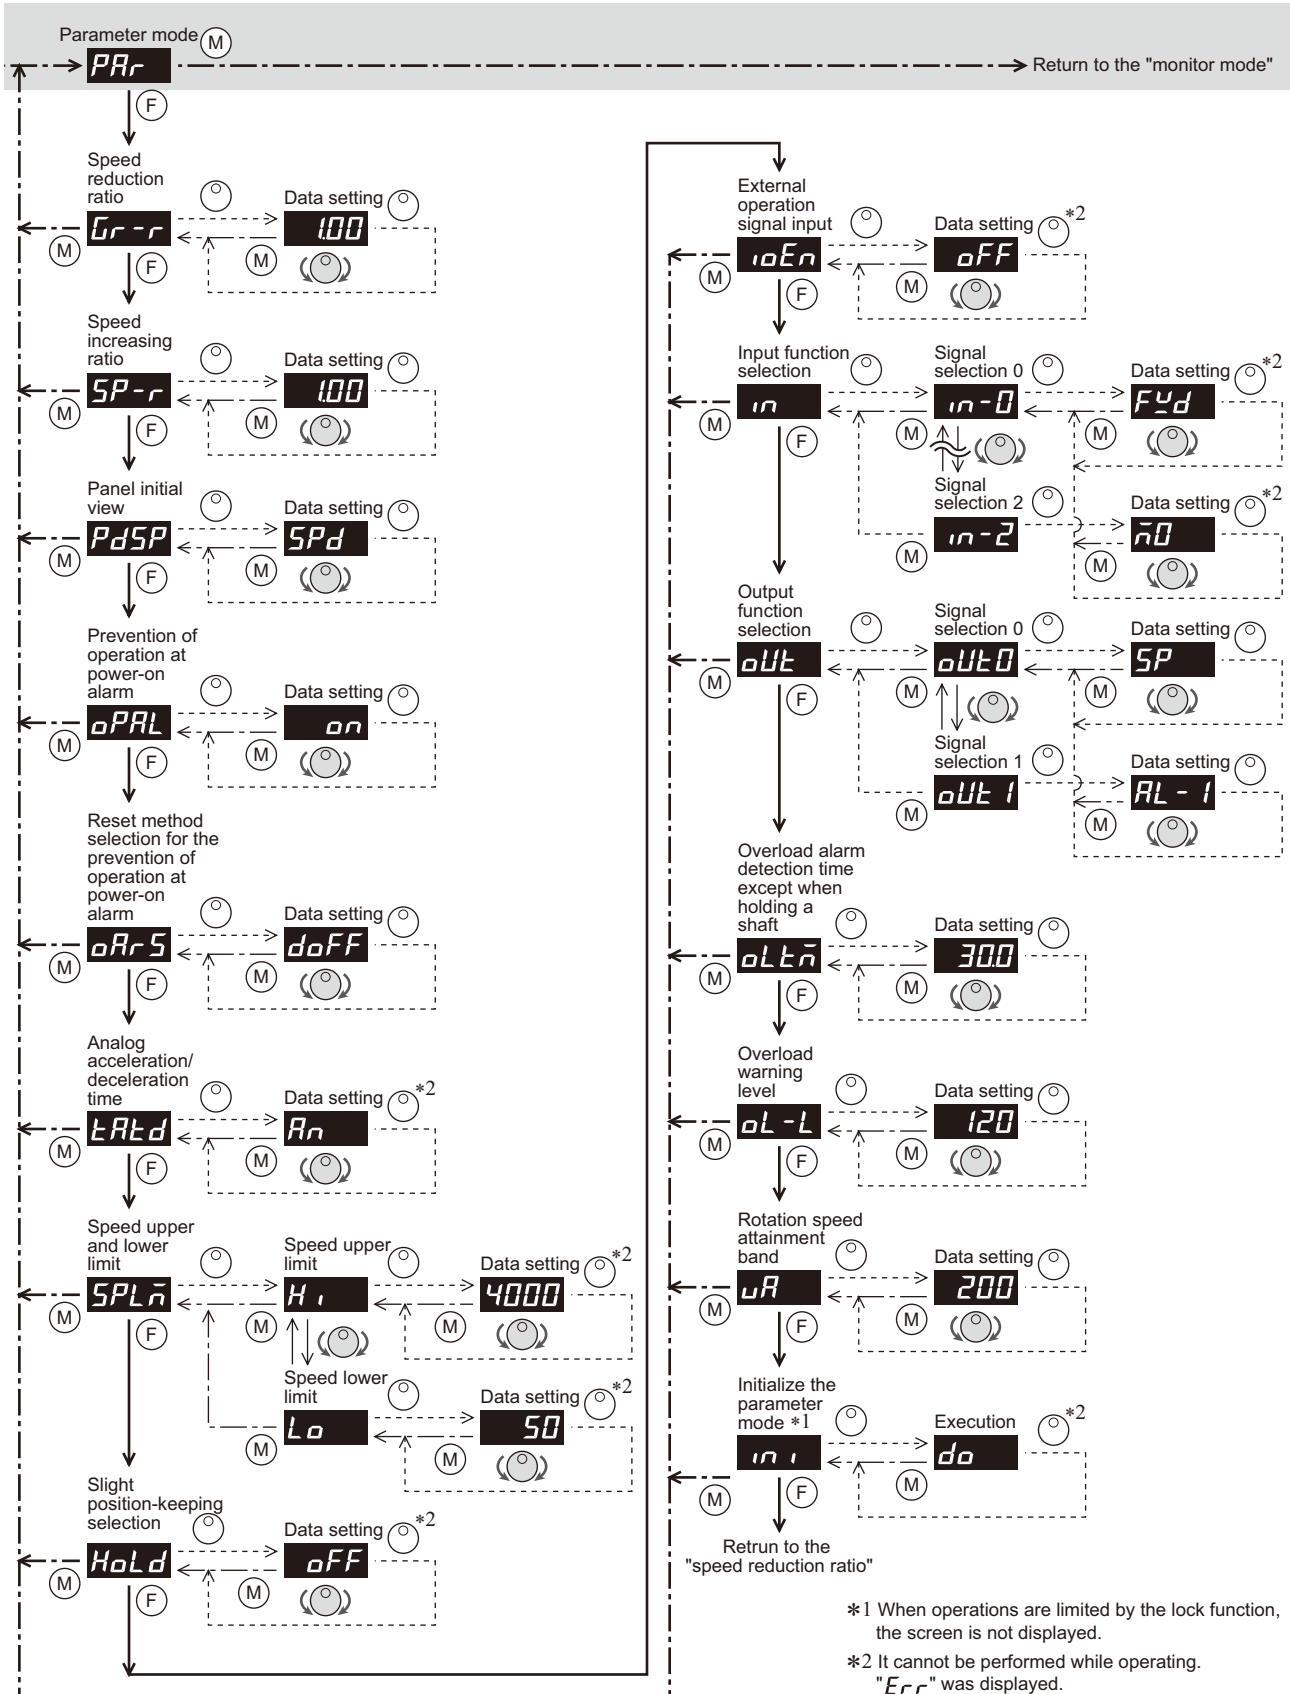 Parameter mode
M
PAr
Return to the "monitor mode"
F
Speed
reduction
ratio
Data setting
Gr-r
1.00
M
F
M
Speed
increasing
ratio
Data setting
SP-r
1.00
M
F
M
Panel initial
view
Data setting
PdSP
SPd
M
F
M
Prevention of
operation at
power-on
alarm
Data setting
oPAL
on
M
F
M
Reset method
selection for the
prevention of
operation at
power-on
alarm
Data setting
oArS
doFF
M
F
M
Analog
acceleration/
deceleration
time
Data setting
*2
tAtd
An
M
F
M
Speed upper
and lower
limit
Speed upper
limit
Data setting
*2
SPLm
Hi
4000
M
F
M
M
Speed lower
limit
Data setting
*2
Lo
50
M
M
Slight
position-keeping
selection
Data setting
*2
HoLd
oFF
M
F
M
External
operation
signal input
Data setting
*2
ioEn
oFF
M
F
M
Input function
selection
Signal
selection 0
Data setting
*2
in
in-0
Fwd
M
F
M
M
Signal
selection 2
Data setting
*2
in-2
m0
M
M
Output
function
selection
Signal
selection 0
Data setting
oUt
oUt0
SP
M
F
M
M
Signal
selection 1
Data setting
oUt1
AL-1
M
M
Overload alarm
detection time
except when
holding a
shaft
Data setting
oLtm
30.0
M
F
M
Overload
warning
level
Data setting
oL-L
120
M
F
M
Rotation speed
attainment
band
Data setting
uA
200
M
F
M
Initialize the
parameter
mode *1
Execution
*2
ini
do
M
F
M
Retrun to the
"speed reduction ratio"
*1 When operations are limited by the lock function,
the screen is not displayed.
*2 It cannot be performed while operating.
"Err" was displayed.